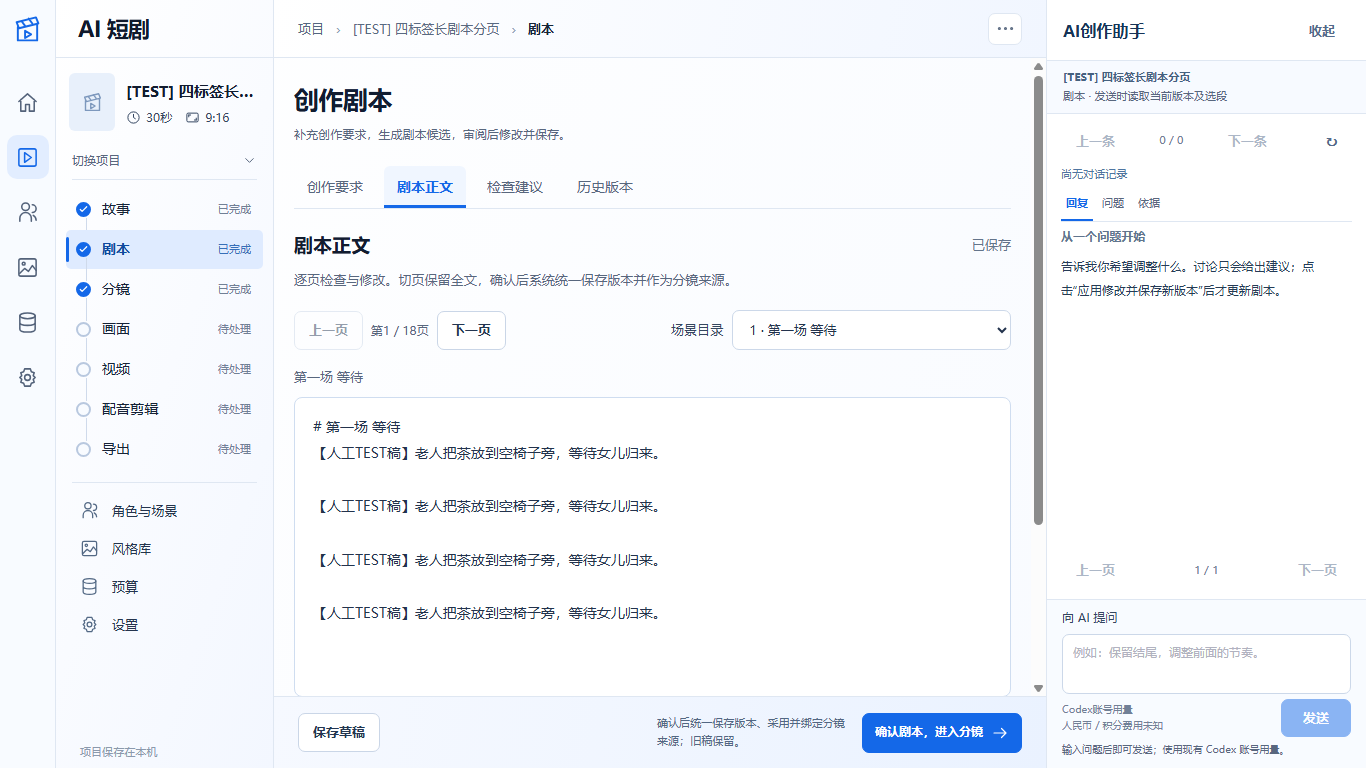 AI 短剧
[TEST] 四标签长...
30秒 9:16
切换项目
故事 已完成
剧本 已完成
分镜 已完成
画面 待处理
视频 待处理
配音剪辑 待处理
导出 待处理
角色与场景
风格库
预算
设置
项目保存在本机
项目 › [TEST] 四标签长剧本分页 › 剧本
创作剧本
补充创作要求，生成剧本候选，审阅后修改并保存。
创作要求 剧本正文 检查建议 历史版本
剧本正文 已保存
逐页检查与修改。切页保留全文，确认后系统统一保存版本并作为分镜来源。
上一页 第1 / 18页 下一页 场景目录 1 · 第一场 等待
第一场 等待
# 第一场 等待
【人工TEST稿】老人把茶放到空椅子旁，等待女儿归来。
【人工TEST稿】老人把茶放到空椅子旁，等待女儿归来。
【人工TEST稿】老人把茶放到空椅子旁，等待女儿归来。
【人工TEST稿】老人把茶放到空椅子旁，等待女儿归来。
保存草稿
确认后统一保存版本、采用并绑定分镜
来源；旧稿保留。
确认剧本，进入分镜 →
AI创作助手 收起
[TEST] 四标签长剧本分页
剧本 · 发送时读取当前版本及选段
上一条 0 / 0 下一条 ↻
尚无对话记录
回复 问题 依据
从一个问题开始
告诉我你希望调整什么。讨论只会给出建议；点
击“应用修改并保存新版本”后才更新剧本。
上一页 1 / 1 下一页
向 AI 提问
例如：保留结尾，调整前面的节奏。
Codex账号用量
人民币 / 积分费用未知
发送
输入问题后即可发送；使用现有 Codex 账号用量。